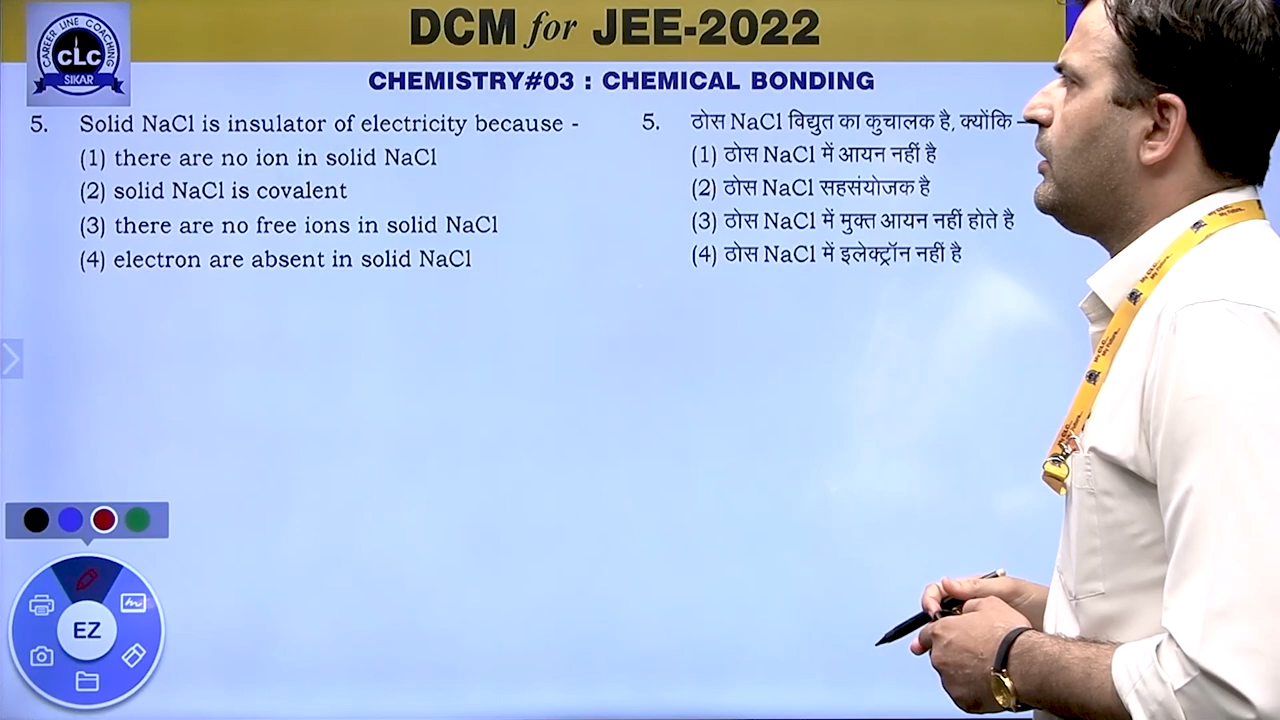 DCM for JEE-2022
CAREER LINE COACHING
CLC
SIKAR
CHEMISTRY#03 : CHEMICAL BONDING
5. Solid NaCl is insulator of electricity because -
(1) there are no ion in solid NaCl
(2) solid NaCl is covalent
(3) there are no free ions in solid NaCl
(4) electron are absent in solid NaCl
5. ठोस NaCl विद्युत का कुचालक है, क्योंकि –
(1) ठोस NaCl में आयन नहीं है
(2) ठोस NaCl सहसंयोजक है
(3) ठोस NaCl में मुक्त आयन नहीं होते है
(4) ठोस NaCl में इलेक्ट्रॉन नहीं है
EZ